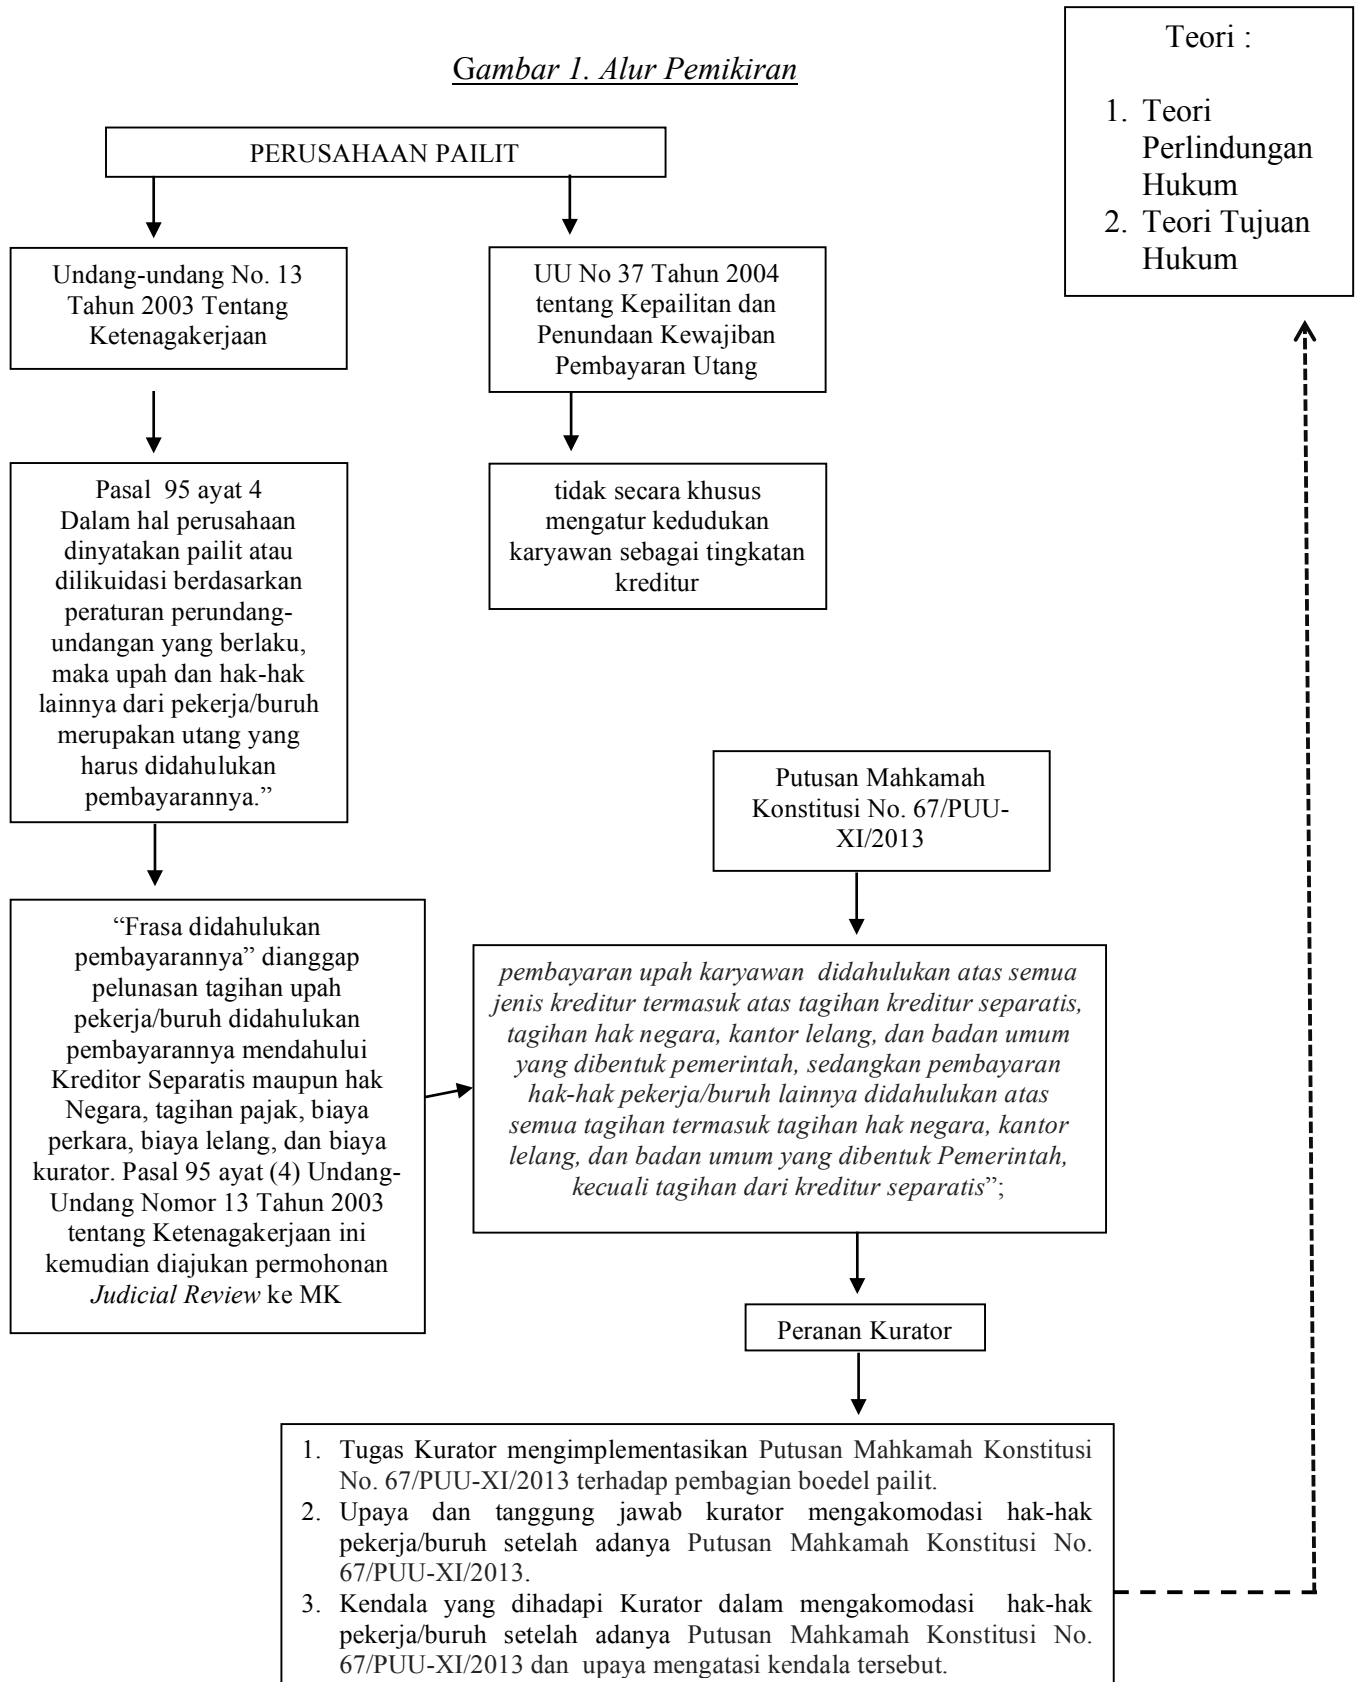 Gambar 1. Alur Pemikiran
Teori :
1. Teori
Perlindungan
Hukum
2. Teori Tujuan
Hukum
PERUSAHAAN PAILIT
Undang-undang No. 13
Tahun 2003 Tentang
Ketenagakerjaan
UU No 37 Tahun 2004
tentang Kepailitan dan
Penundaan Kewajiban
Pembayaran Utang
Pasal 95 ayat 4
Dalam hal perusahaan
dinyatakan pailit atau
dilikuidasi berdasarkan
peraturan perundang-
undangan yang berlaku,
maka upah dan hak-hak
lainnya dari pekerja/buruh
merupakan utang yang
harus didahulukan
pembayarannya.”
tidak secara khusus
mengatur kedudukan
karyawan sebagai tingkatan
kreditur
Putusan Mahkamah
Konstitusi No. 67/PUU-
XI/2013
“Frasa didahulukan
pembayarannya” dianggap
pelunasan tagihan upah
pekerja/buruh didahulukan
pembayarannya mendahului
Kreditor Separatis maupun hak
Negara, tagihan pajak, biaya
perkara, biaya lelang, dan biaya
kurator. Pasal 95 ayat (4) Undang-
Undang Nomor 13 Tahun 2003
tentang Ketenagakerjaan ini
kemudian diajukan permohonan
Judicial Review ke MK
pembayaran upah karyawan didahulukan atas semua
jenis kreditur termasuk atas tagihan kreditur separatis,
tagihan hak negara, kantor lelang, dan badan umum
yang dibentuk pemerintah, sedangkan pembayaran
hak-hak pekerja/buruh lainnya didahulukan atas
semua tagihan termasuk tagihan hak negara, kantor
lelang, dan badan umum yang dibentuk Pemerintah,
kecuali tagihan dari kreditur separatis”;
Peranan Kurator
1. Tugas Kurator mengimplementasikan Putusan Mahkamah Konstitusi
No. 67/PUU-XI/2013 terhadap pembagian boedel pailit.
2. Upaya dan tanggung jawab kurator mengakomodasi hak-hak
pekerja/buruh setelah adanya Putusan Mahkamah Konstitusi No.
67/PUU-XI/2013.
3. Kendala yang dihadapi Kurator dalam mengakomodasi hak-hak
pekerja/buruh setelah adanya Putusan Mahkamah Konstitusi No.
67/PUU-XI/2013 dan upaya mengatasi kendala tersebut.